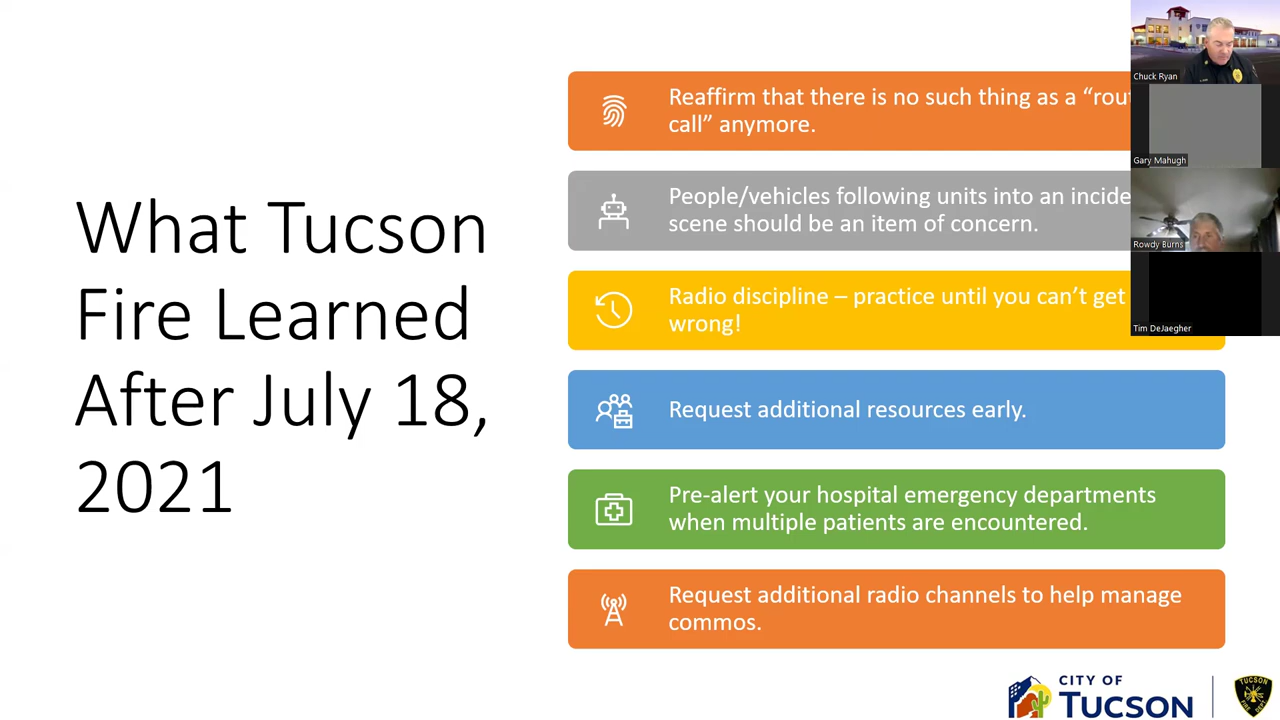 What Tucson
Fire Learned
After July 18,
2021
Reaffirm that there is no such thing as a
call” anymore.
People/vehicles following units into an
scene should be an item of concern.
Radio discipline – practice until you can’t get
wrong!
Request additional resources early.
Pre-alert your hospital emergency departments
when multiple patients are encountered.
Request additional radio channels to help manage
commos.
Chuck Ryan
Gary Mahugh
Rowdy Burns
Tim DeJaegher
CITY OF
TUCSON
TUCSON
FIRE DEPT